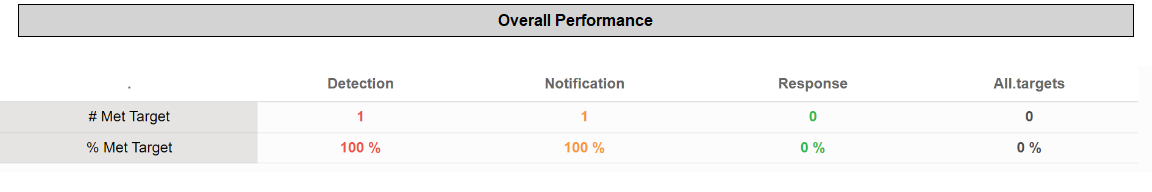 Overall Performance
. Detection Notification Response All.targets
# Met Target 1 1 0 0
% Met Target 100 % 100 % 0 % 0 %